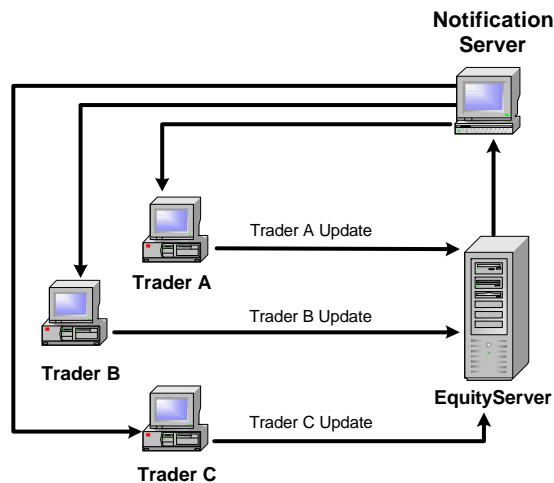 Notification
Server
Trader A Update
Trader A
Trader B Update
Trader B
EquityServer
Trader C Update
Trader C